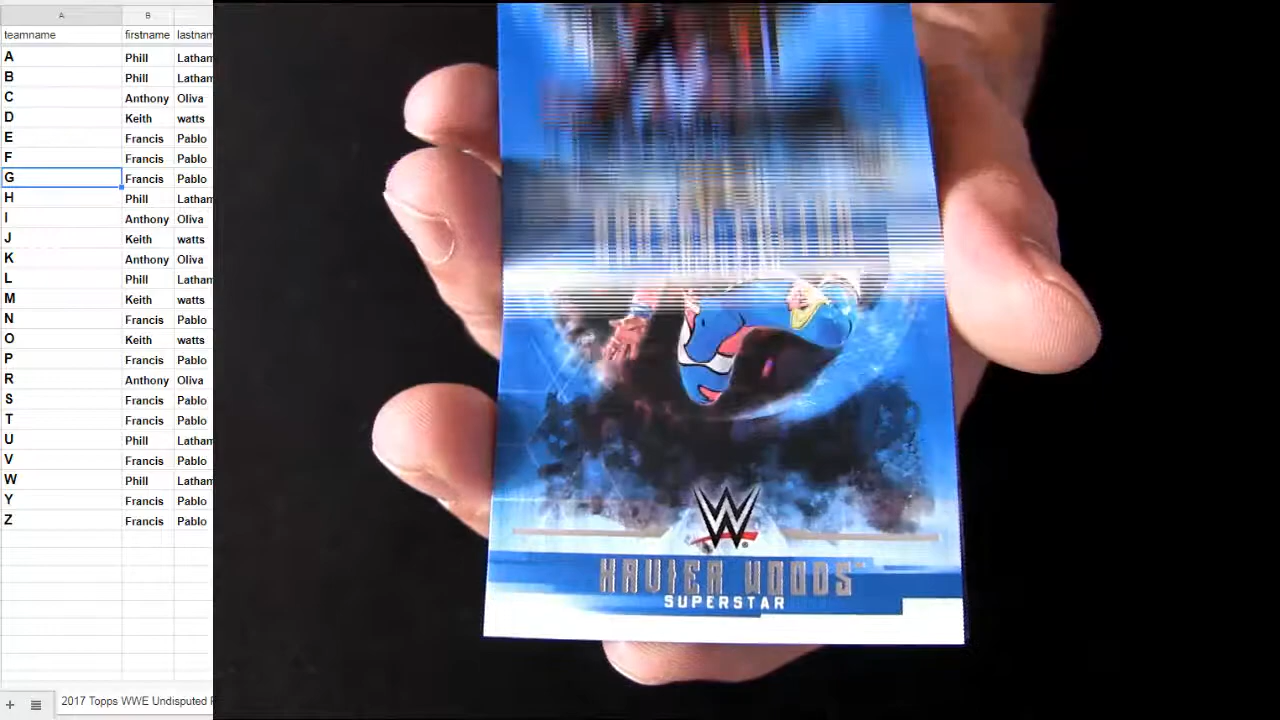 A B
teamname firstname lastnam
A Phill Latham
B Phill Latham
C Anthony Oliva
D Keith watts
E Francis Pablo
F Francis Pablo
G Francis Pablo
H Phill Latham
I Anthony Oliva
J Keith watts
K Anthony Oliva
L Phill Latham
M Keith watts
N Francis Pablo
O Keith watts
P Francis Pablo
R Anthony Oliva
S Francis Pablo
T Francis Pablo
U Phill Latham
V Francis Pablo
W Phill Latham
Y Francis Pablo
Z Francis Pablo
2017 Topps WWE Undisputed
W
XAVIER WOODS™
SUPERSTAR